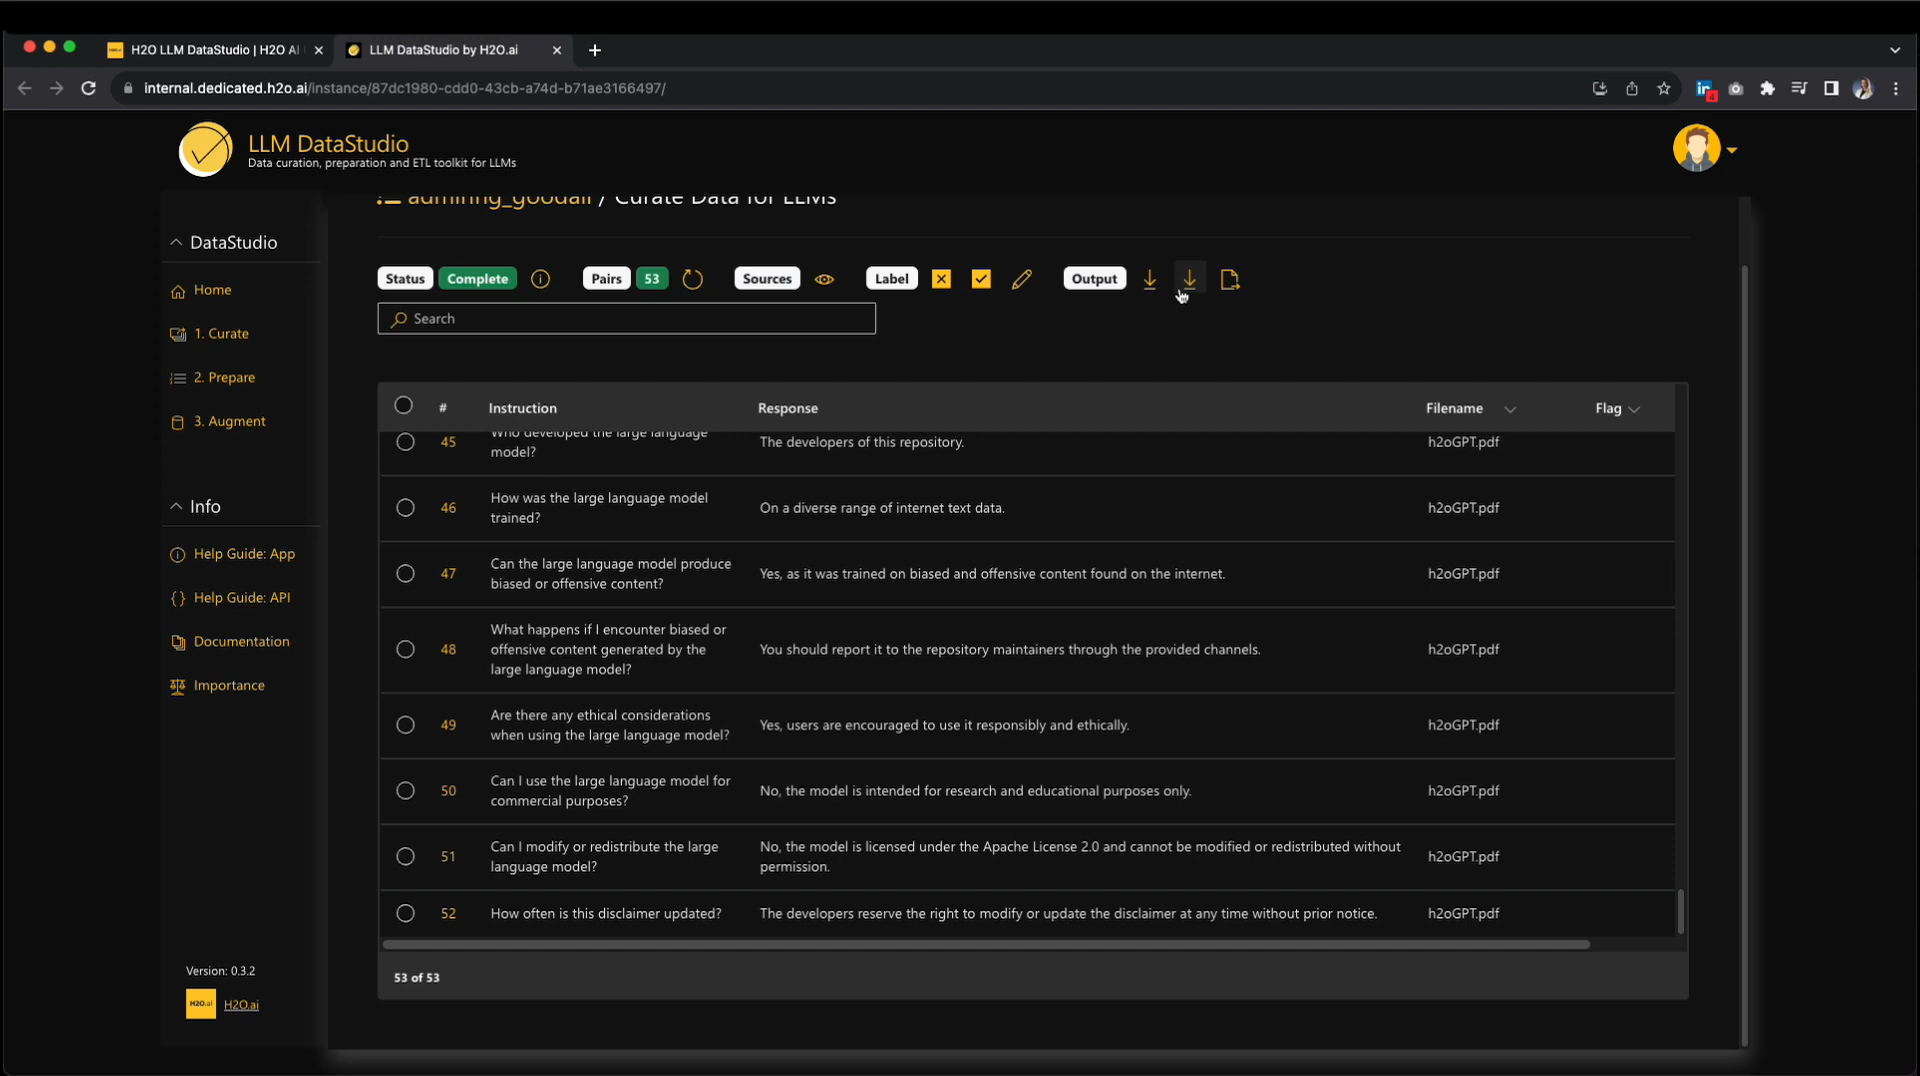 H2O LLM DataStudio | H2O AI
LLM DataStudio by H2O.ai
internal.dedicated.h2o.ai/instance/87dc1980-cdd0-43cb-a74d-b71ae3166497/
4
LLM DataStudio
Data curation, preparation and ETL toolkit for LLMs
admiring_goodall / Curate Data for LLMs
DataStudio
Home
1. Curate
2. Prepare
3. Augment
Info
Help Guide: App
Help Guide: API
Documentation
Importance
Version: 0.3.2
H2O.ai H2O.ai
Status Complete Pairs 53 Sources Label Output
Search
# Instruction Response Filename Flag
45 Who developed the large language model? The developers of this repository. h2oGPT.pdf
46 How was the large language model trained? On a diverse range of internet text data. h2oGPT.pdf
47 Can the large language model produce biased or offensive content? Yes, as it was trained on biased and offensive content found on the internet. h2oGPT.pdf
48 What happens if I encounter biased or offensive content generated by the large language model? You should report it to the repository maintainers through the provided channels. h2oGPT.pdf
49 Are there any ethical considerations when using the large language model? Yes, users are encouraged to use it responsibly and ethically. h2oGPT.pdf
50 Can I use the large language model for commercial purposes? No, the model is intended for research and educational purposes only. h2oGPT.pdf
51 Can I modify or redistribute the large language model? No, the model is licensed under the Apache License 2.0 and cannot be modified or redistributed without permission. h2oGPT.pdf
52 How often is this disclaimer updated? The developers reserve the right to modify or update the disclaimer at any time without prior notice. h2oGPT.pdf
53 of 53